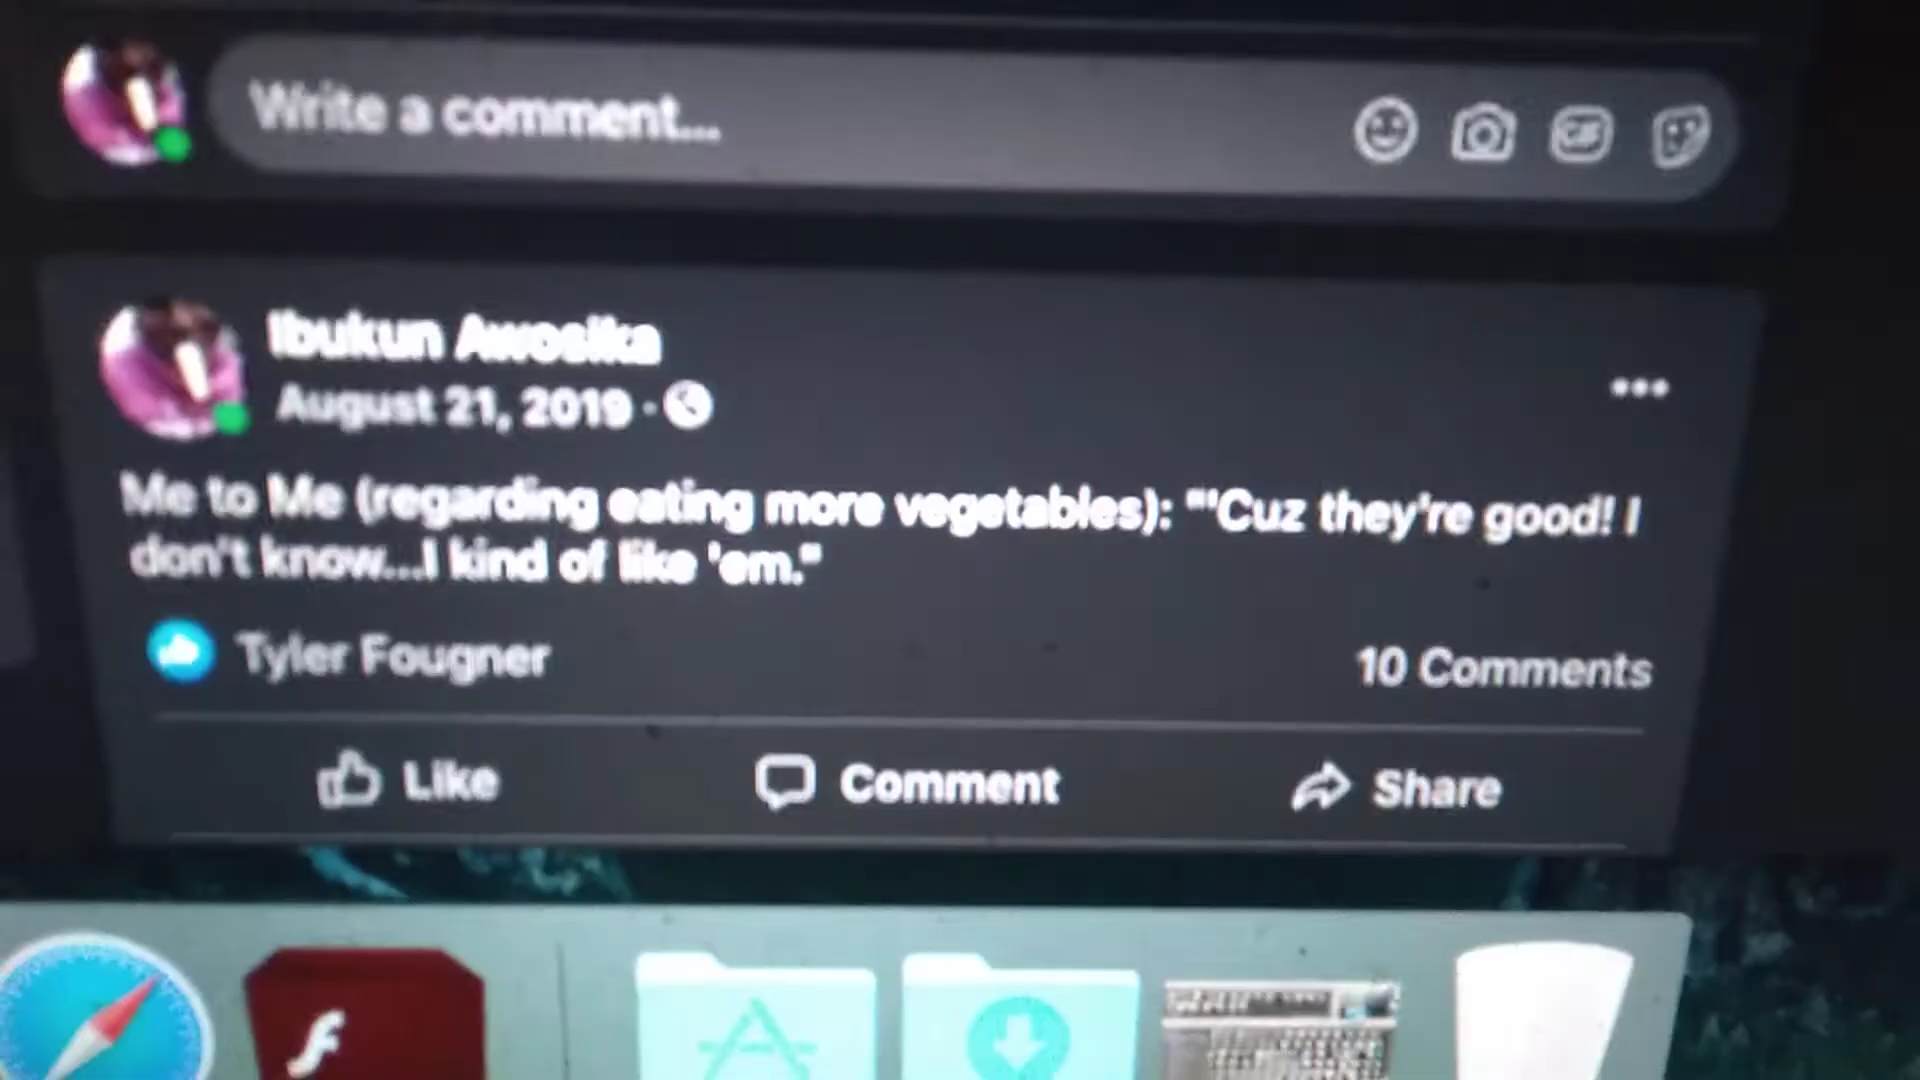 Write a comment...
GIF
Ibukun Awosika
August 21, 2019 ·
Me to Me (regarding eating more vegetables): "'Cuz they're good! I
don't know...I kind of like 'em."
Tyler Fougner
10 Comments
Like
Comment
Share